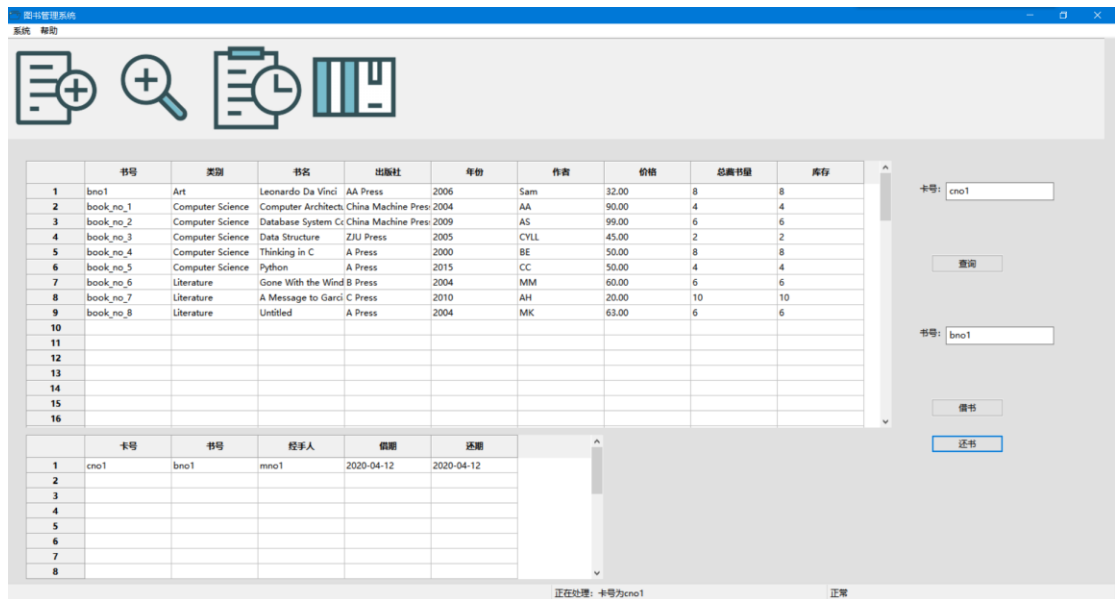 图书管理系统
系统 帮助
书号 类别 书名 出版社 年份 作者 价格 总藏书量 库存
1 bno1 Art Leonardo Da Vinci AA Press 2006 Sam 32.00 8 8
卡号: cno1
2 book_no_1 Computer Science Computer Architectu China Machine Pres 2004 AA 90.00 4 4
3 book_no_2 Computer Science Database System Co China Machine Pres 2009 AS 99.00 6 6
4 book_no_3 Computer Science Data Structure ZJU Press 2005 CYLL 45.00 2 2
5 book_no_4 Computer Science Thinking in C A Press 2000 BE 50.00 8 8
6 book_no_5 Computer Science Python A Press 2015 CC 50.00 4 4
查询
7 book_no_6 Literature Gone With the Wind B Press 2004 MM 60.00 6 6
8 book_no_7 Literature A Message to Garci C Press 2010 AH 20.00 10 10
9 book_no_8 Literature Untitled A Press 2004 MK 63.00 6 6
10
11
书号: bno1
12
13
14
15
借书
16
卡号 书号 经手人 借期 还期
还书
1 cno1 bno1 mno1 2020-04-12 2020-04-12
2
3
4
5
6
7
8
正在处理：卡号为cno1 正常